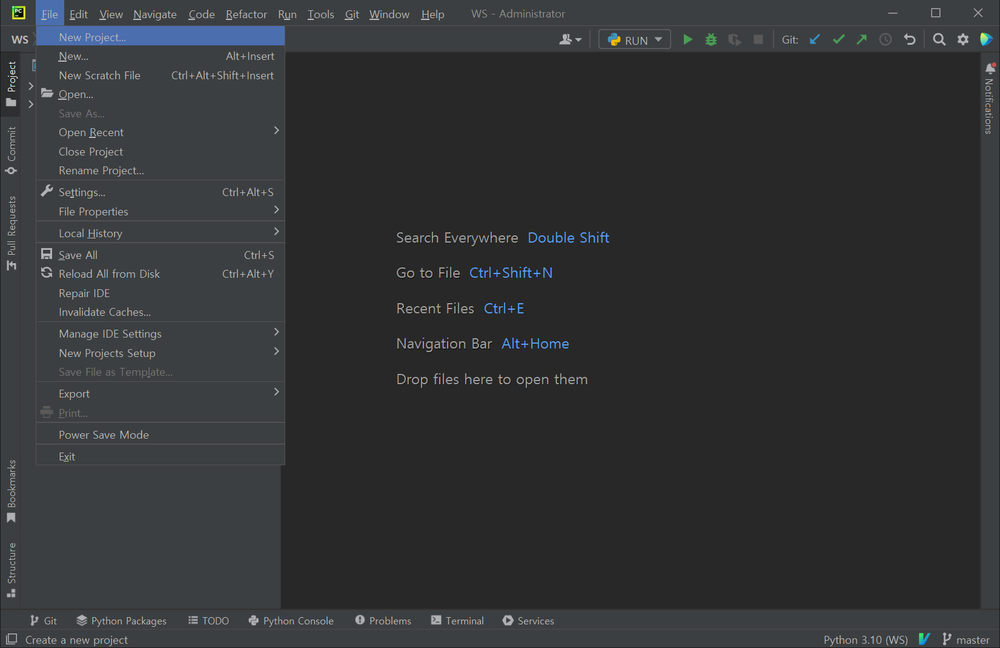 PC
File Edit View Navigate Code Refactor Run Tools Git Window Help WS - Administrator
WS
RUN
Git:
New Project...
New... Alt+Insert
New Scratch File Ctrl+Alt+Shift+Insert
Open...
Save As...
Open Recent
Close Project
Rename Project...
Settings... Ctrl+Alt+S
File Properties
Local History
Save All Ctrl+S
Reload All from Disk Ctrl+Alt+Y
Repair IDE
Invalidate Caches...
Manage IDE Settings
New Projects Setup
Save File as Template...
Export
Print...
Power Save Mode
Exit
Project
Commit
Pull Requests
Bookmarks
Structure
Search Everywhere Double Shift
Go to File Ctrl+Shift+N
Recent Files Ctrl+E
Navigation Bar Alt+Home
Drop files here to open them
Notifications
Git Python Packages TODO Python Console Problems Terminal Services
Create a new project Python 3.10 (WS) master